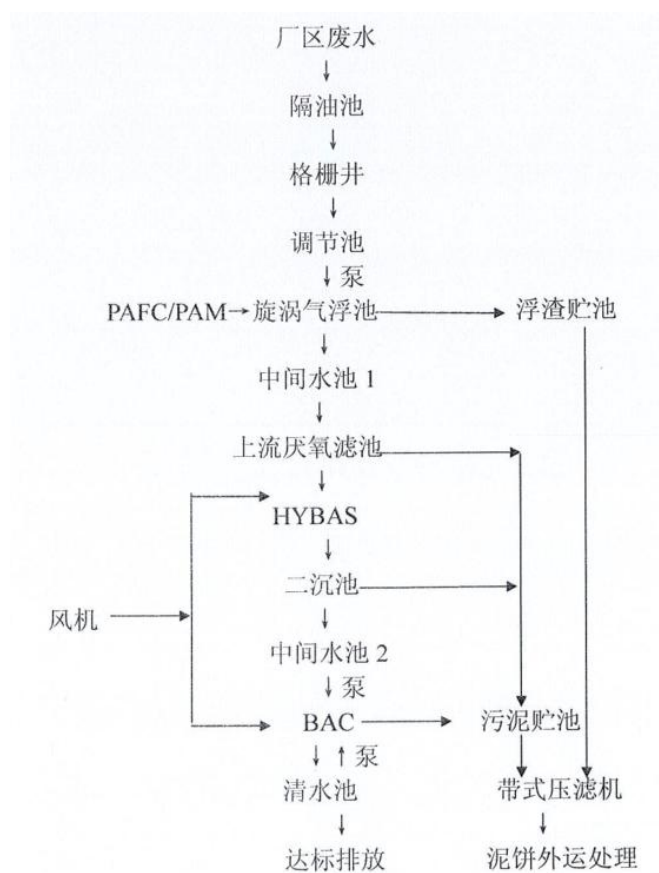 厂区废水
隔油池
格栅井
调节池
泵
PAFC/PAM 旋涡气浮池 浮渣贮池
中间水池 1
上流厌氧滤池
HYBAS
二沉池
风机
中间水池 2
泵
BAC 污泥贮池
泵
清水池 带式压滤机
达标排放 泥饼外运处理